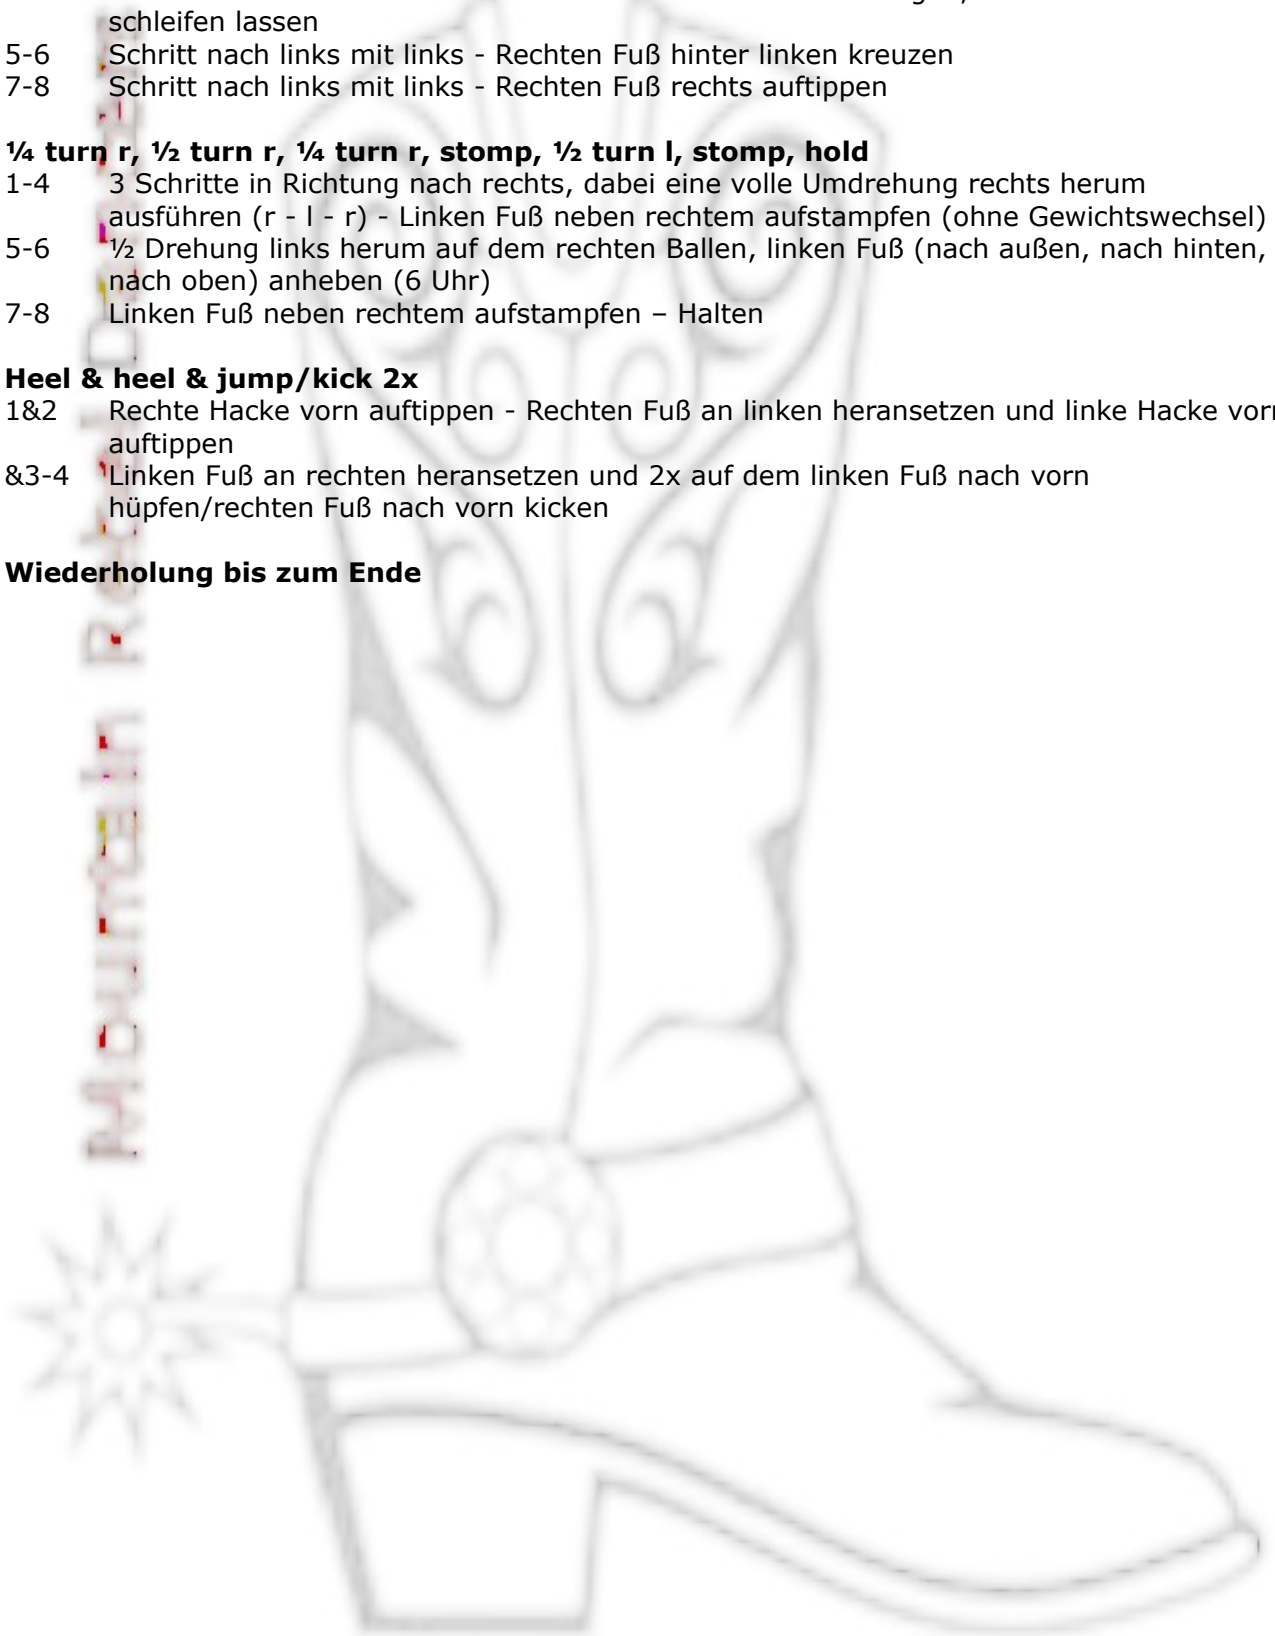 schleifen lassen
5-6 Schritt nach links mit links - Rechten Fuß hinter linken kreuzen
7-8 Schritt nach links mit links - Rechten Fuß rechts auftippen
¼ turn r, ½ turn r, ¼ turn r, stomp, ½ turn l, stomp, hold
1-4 3 Schritte in Richtung nach rechts, dabei eine volle Umdrehung rechts herum
ausführen (r - l - r) - Linken Fuß neben rechtem aufstampfen (ohne Gewichtswechsel)
5-6 ½ Drehung links herum auf dem rechten Ballen, linken Fuß (nach außen, nach hinten,
nach oben) anheben (6 Uhr)
7-8 Linken Fuß neben rechtem aufstampfen – Halten
Heel & heel & jump/kick 2x
1&2 Rechte Hacke vorn auftippen - Rechten Fuß an linken heransetzen und linke Hacke vorn
auftippen
&3-4 Linken Fuß an rechten heransetzen und 2x auf dem linken Fuß nach vorn
hüpfen/rechten Fuß nach vorn kicken
Wiederholung bis zum Ende
Mountain Rebel